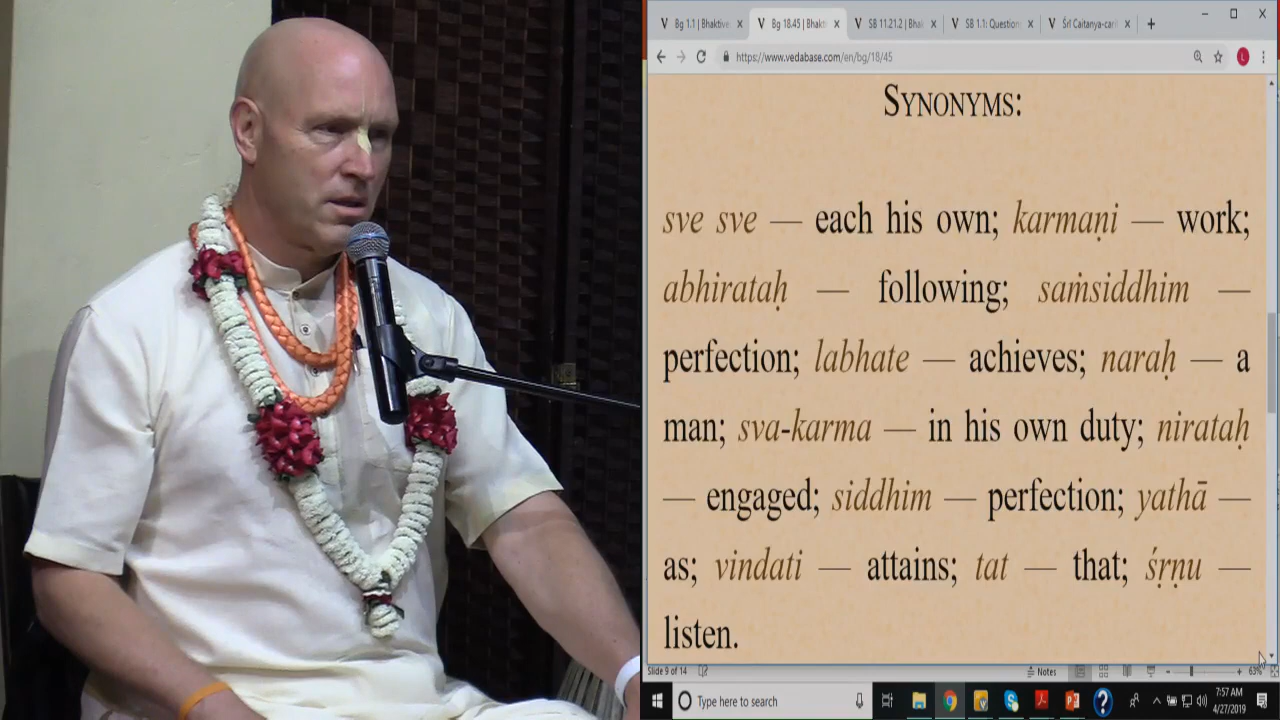 Bg 1.1 | Bhaktive
Bg 18.45 | Bhakt
SB 11.21.2 | Bha
SB 1.1: Question
Śrī Caitanya-car
https://www.vedabase.com/en/bg/18/45
L
SYNONYMS:
sve sve — each his own; karmaṇi — work;
abhirataḥ — following; saṁsiddhim —
perfection; labhate — achieves; naraḥ — a
man; sva-karma — in his own duty; nirataḥ
— engaged; siddhim — perfection; yathā —
as; vindati — attains; tat — that; śṛṇu —
listen.
Slide 9 of 14
Notes
63%
Type here to search
7:57 AM
4/27/2019